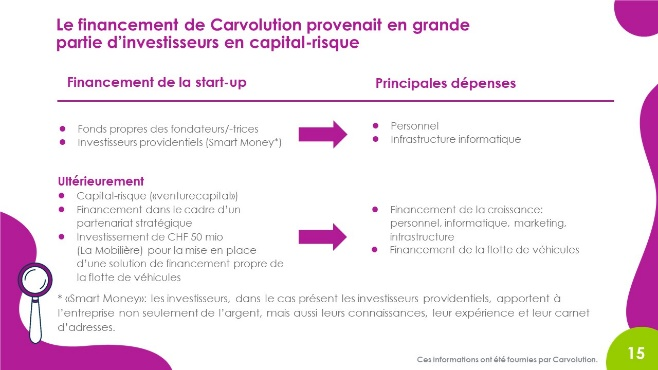 Le financement de Carvolution provenait en grande
partie d’investisseurs en capital-risque
Financement de la start-up
Principales dépenses
● Fonds propres des fondateurs/-trices
● Investisseurs providentiels (Smart Money*)
● Personnel
● Infrastructure informatique
Ultérieurement
● Capital-risque («venturecapital»)
● Financement dans le cadre d’un
partenariat stratégique
● Investissement de CHF 50 mio
(La Mobilière) pour la mise en place
d’une solution de financement propre de
la flotte de véhicules
● Financement de la croissance:
personnel, informatique, marketing,
infrastructure
● Financement de la flotte de véhicules
* «Smart Money»: les investisseurs, dans le cas présent les investisseurs providentiels, apportent à
l’entreprise non seulement de l’argent, mais aussi leurs connaissances, leur expérience et leur carnet
d’adresses.
Ces informations ont été fournies par Carvolution.
15